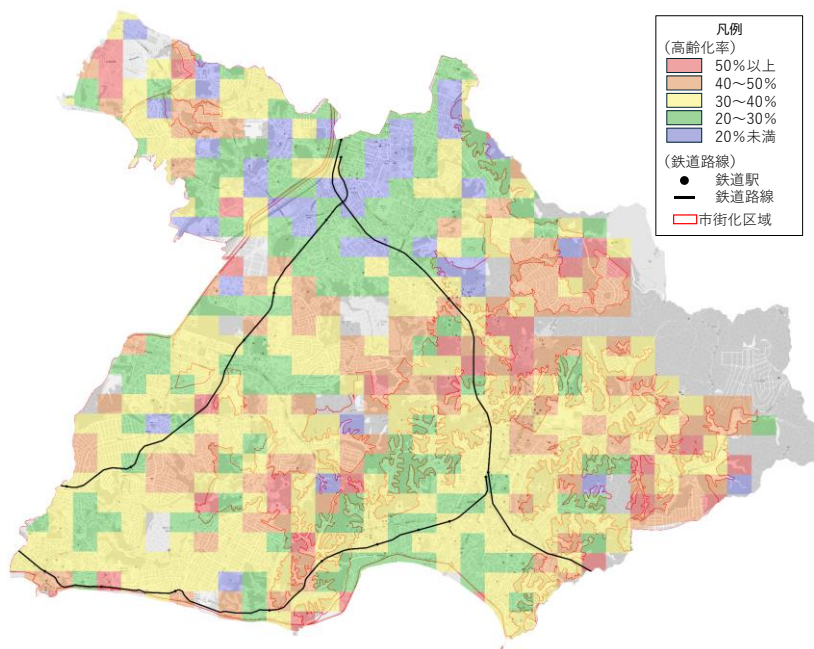 凡例
(高齢化率)
50%以上
40~50%
30~40%
20~30%
20%未満
(鉄道路線)
鉄道駅
鉄道路線
市街化区域